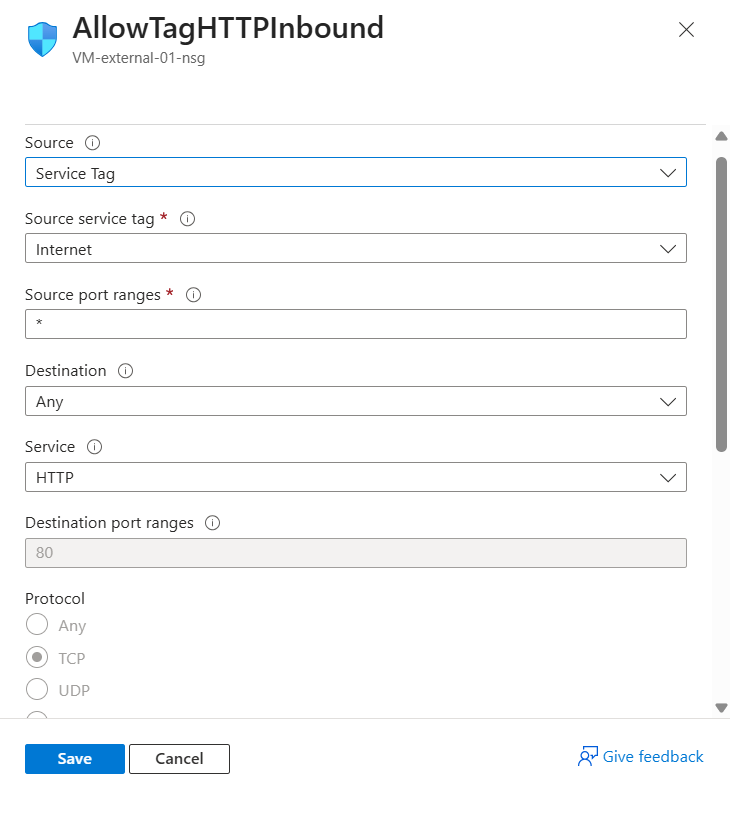 AllowTagHTTPInbound
VM-external-01-nsg
Source
Service Tag
Source service tag *
Internet
Source port ranges *
*
Destination
Any
Service
HTTP
Destination port ranges
80
Protocol
Any
TCP
UDP
Save
Cancel
Give feedback